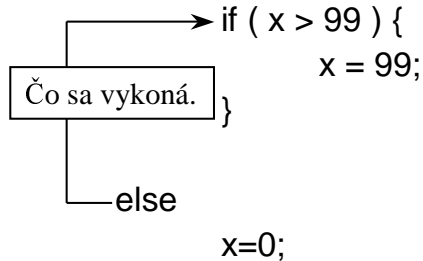 if ( x > 99 ) {
x = 99;
Čo sa vykoná.
}
else
x=0;